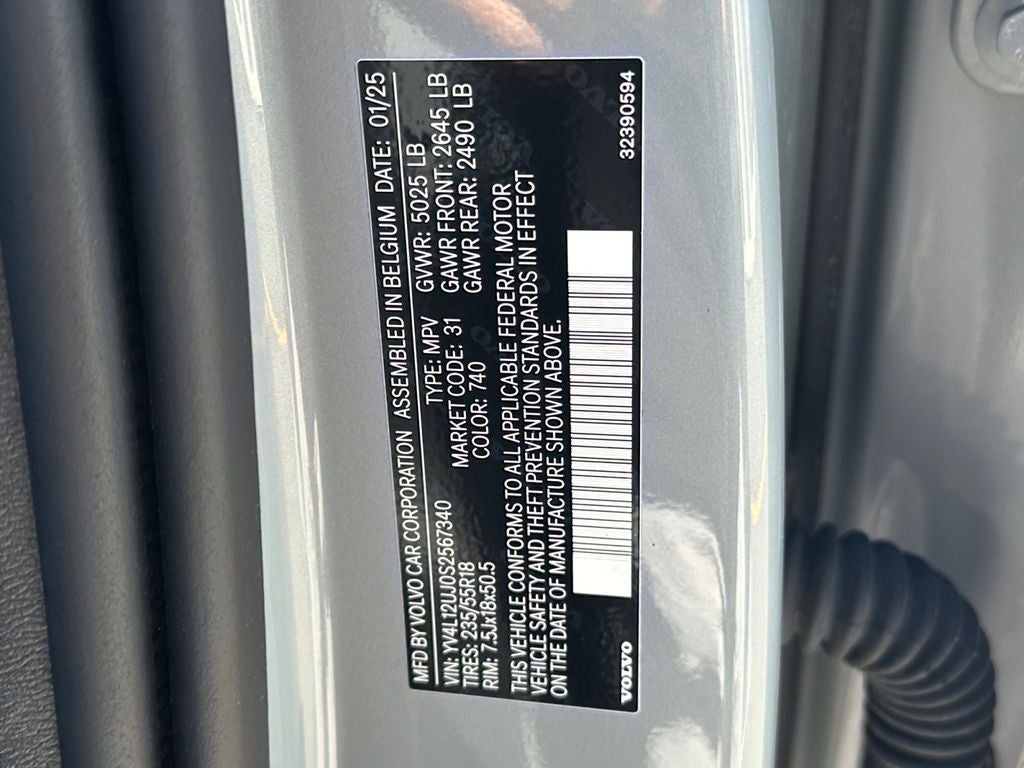 MFD BY VOLVO CAR CORPORATION ASSEMBLED IN BELGIUM DATE: 01/25
VIN: YV4L12UJ0S2567340 TYPE: MPV GVWR: 5025 LB
TIRES: 235/55R18 MARKET CODE: 31 GAWR FRONT: 2645 LB
RIM: 7.5Jx18x50.5 COLOR: 740 GAWR REAR: 2490 LB
THIS VEHICLE CONFORMS TO ALL APPLICABLE FEDERAL MOTOR
VEHICLE SAFETY AND THEFT PREVENTION STANDARDS IN EFFECT
ON THE DATE OF MANUFACTURE SHOWN ABOVE.
VOLVO 32390594